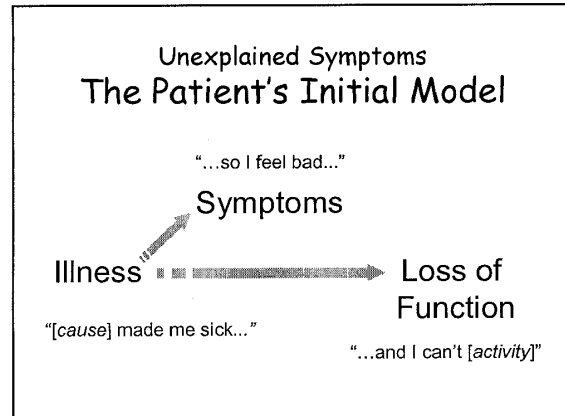 Unexplained Symptoms
The Patient's Initial Model
"...so I feel bad..."
Symptoms
Illness
Loss of
Function
"[cause] made me sick..."
"...and I can't [activity]"